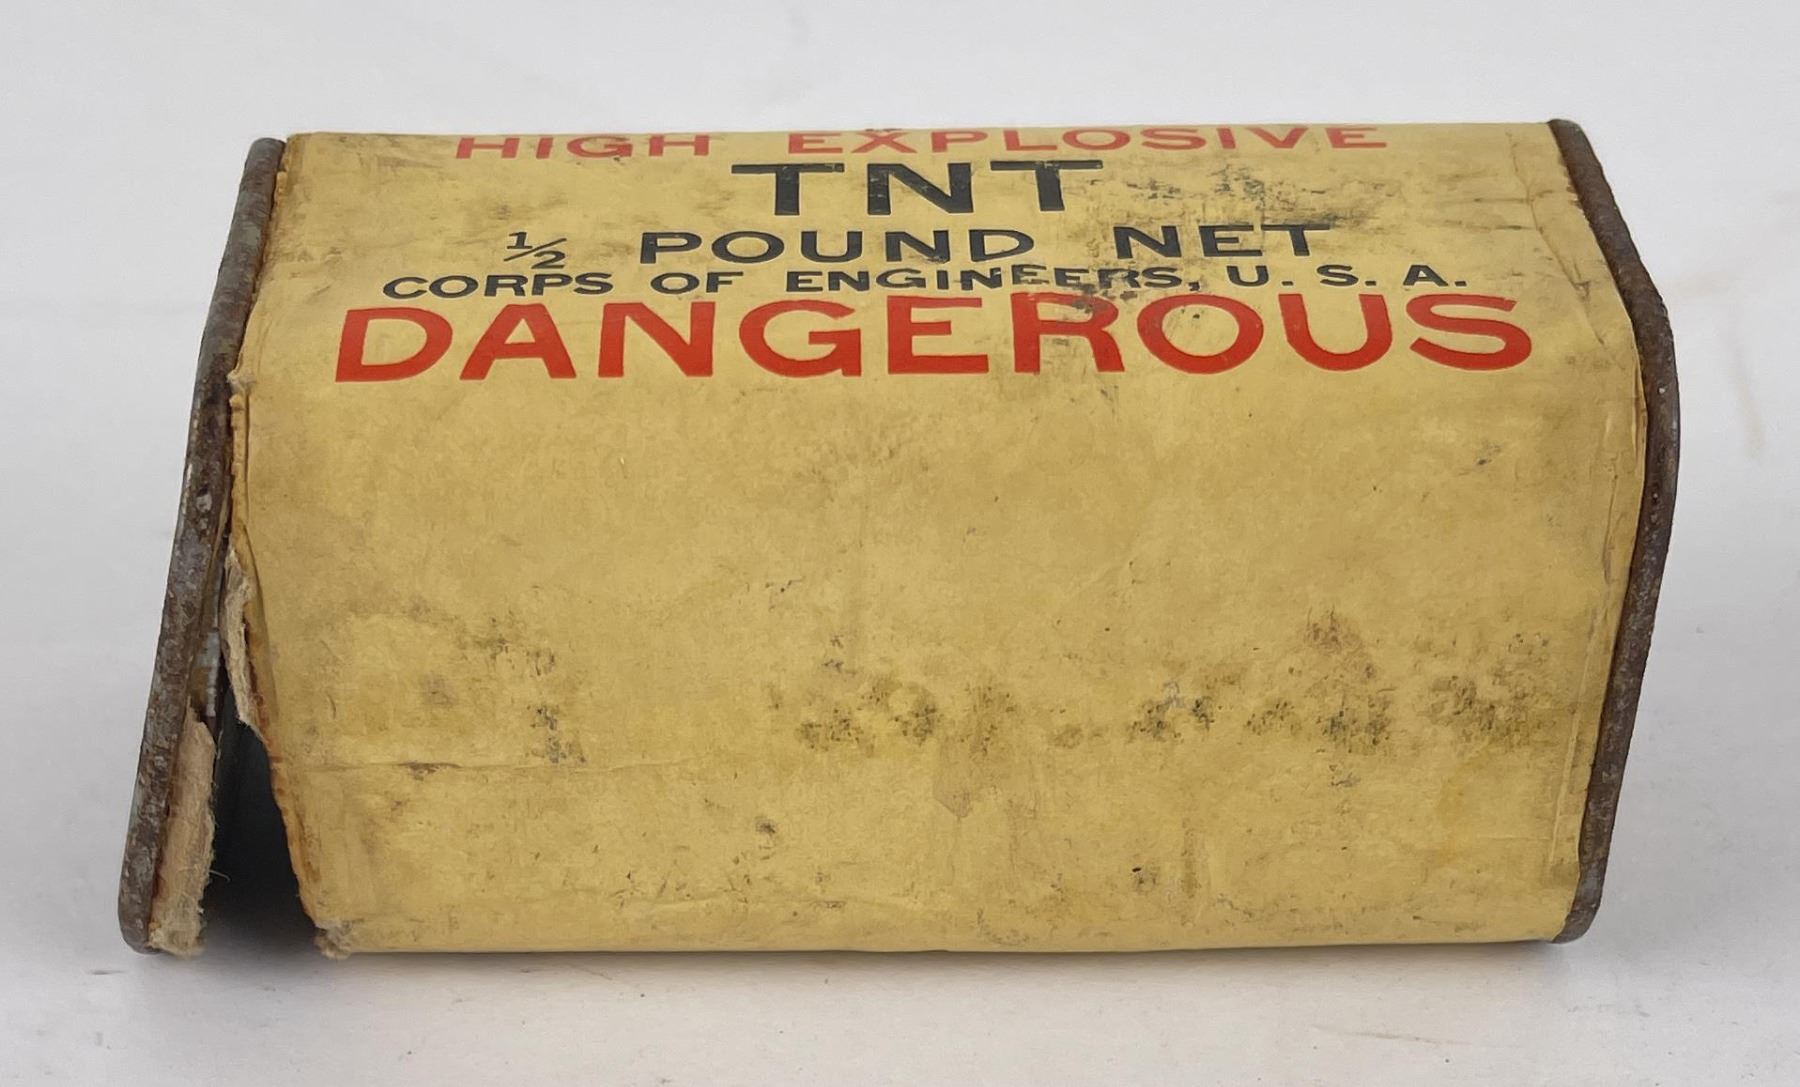 HIGH EXPLOSIVE
TNT
½ POUND NET
CORPS OF ENGINEERS, U. S. A.
DANGEROUS